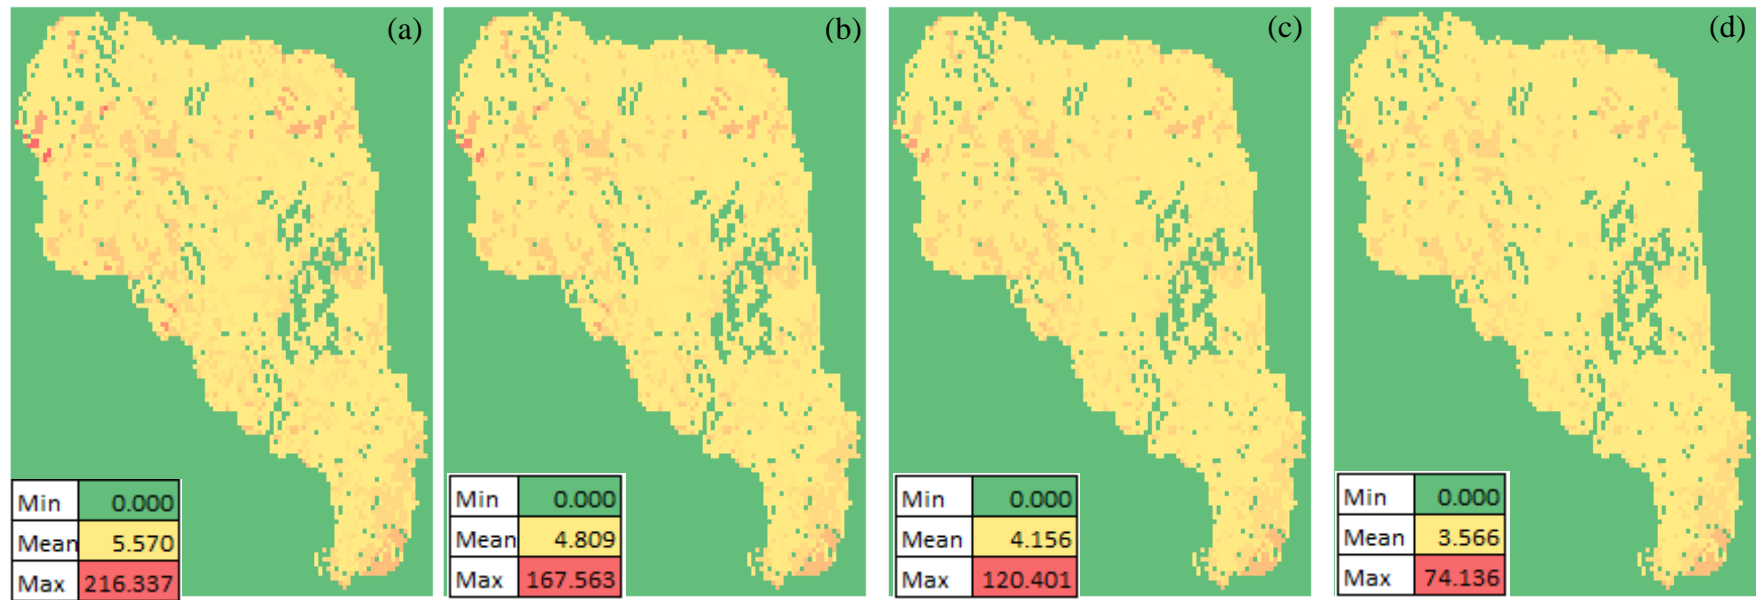 (a)
Min 0.000
Mean 5.570
Max 216.337
(b)
Min 0.000
Mean 4.809
Max 167.563
(c)
Min 0.000
Mean 4.156
Max 120.401
(d)
Min 0.000
Mean 3.566
Max 74.136